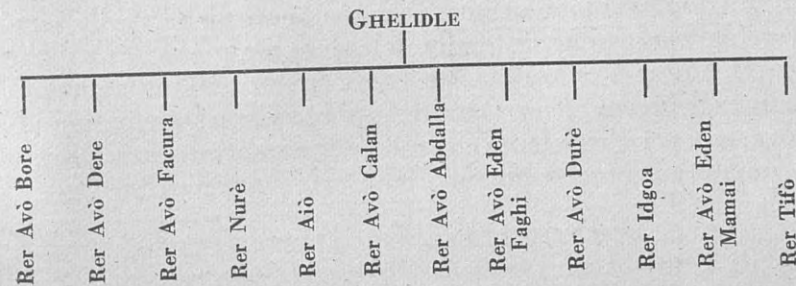 GHELIDLE
Rer Avò Bore
Rer Avò Dere
Rer Avò Facura
Rer Nurè
Rer Aiò
Rer Avò Calan
Rer Avò Abdalla
Rer Avò Eden
Faghi
Rer Avò Durè
Rer Idgoa
Rer Avò Eden
Mamai
Rer Tifò